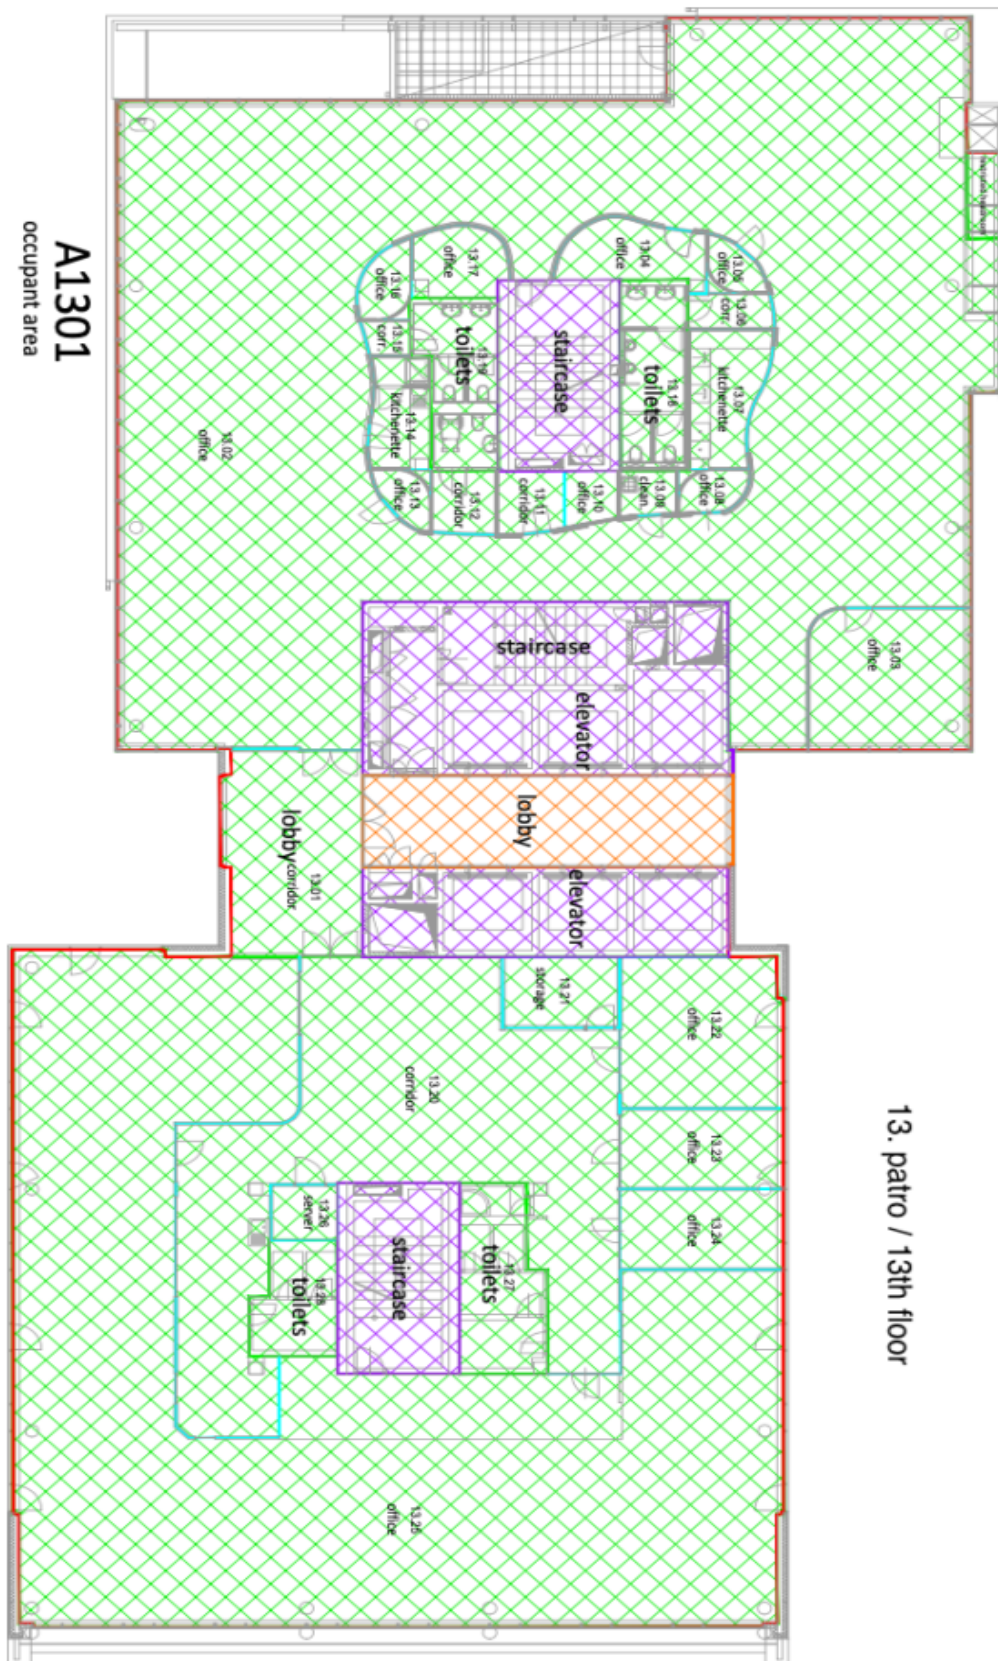 A1301
occupant area
13. patro / 13th floor
13.17
office
13.04
office
13.05
office
13.16
office
13.06
corr.
13.15
corr.
13.19
toilets
staircase
13.18
toilets
13.07
kitchenette
13.14
kitchenette
13.02
office
13.13
office
13.12
corridor
13.11
corridor
13.10
office
13.09
clean.
13.08
office
staircase
13.03
office
elevator
lobby
lobby
13.01
corridor
elevator
13.21
storage
13.22
office
13.20
corridor
13.23
office
13.24
office
13.26
server
staircase
13.27
toilets
13.28
toilets
13.25
office